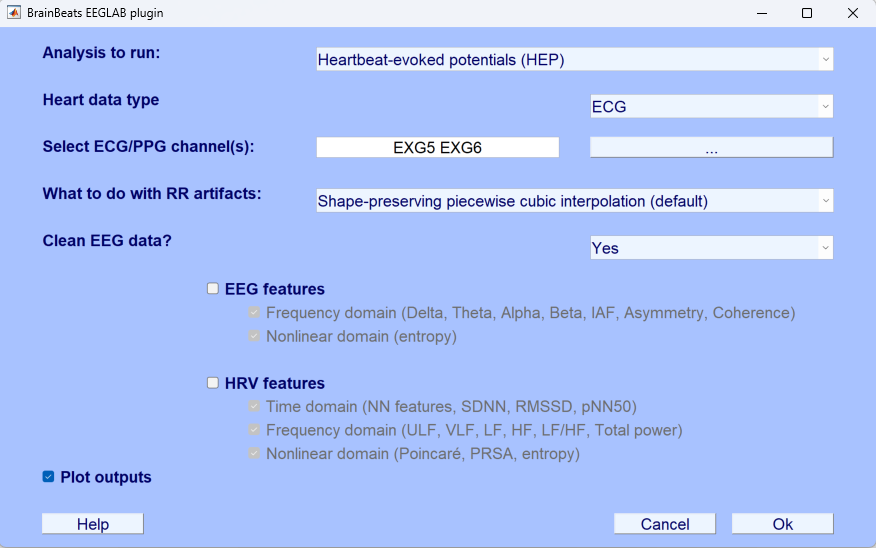 BrainBeats EEGLAB plugin
Analysis to run:
Heartbeat-evoked potentials (HEP)
Heart data type
ECG
Select ECG/PPG channel(s):
EXG5 EXG6
...
What to do with RR artifacts:
Shape-preserving piecewise cubic interpolation (default)
Clean EEG data?
Yes
EEG features
Frequency domain (Delta, Theta, Alpha, Beta, IAF, Asymmetry, Coherence)
Nonlinear domain (entropy)
HRV features
Time domain (NN features, SDNN, RMSSD, pNN50)
Frequency domain (ULF, VLF, LF, HF, LF/HF, Total power)
Nonlinear domain (Poincaré, PRSA, entropy)
Plot outputs
Help
Cancel
Ok